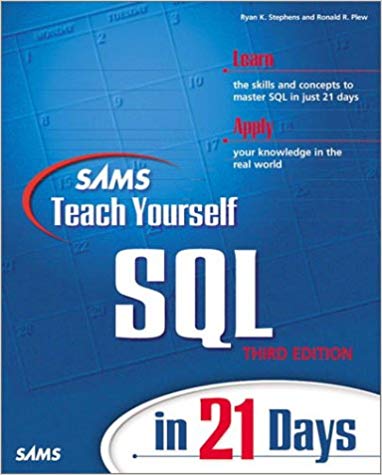 Ryan K. Stephens and Ronald R. Plew
Learn
the skills and concepts to
master SQL in just 21 days
Apply
your knowledge in the
real world
SAMS
Teach Yourself
SQL
THIRD EDITION
in 21 Days
SAMS